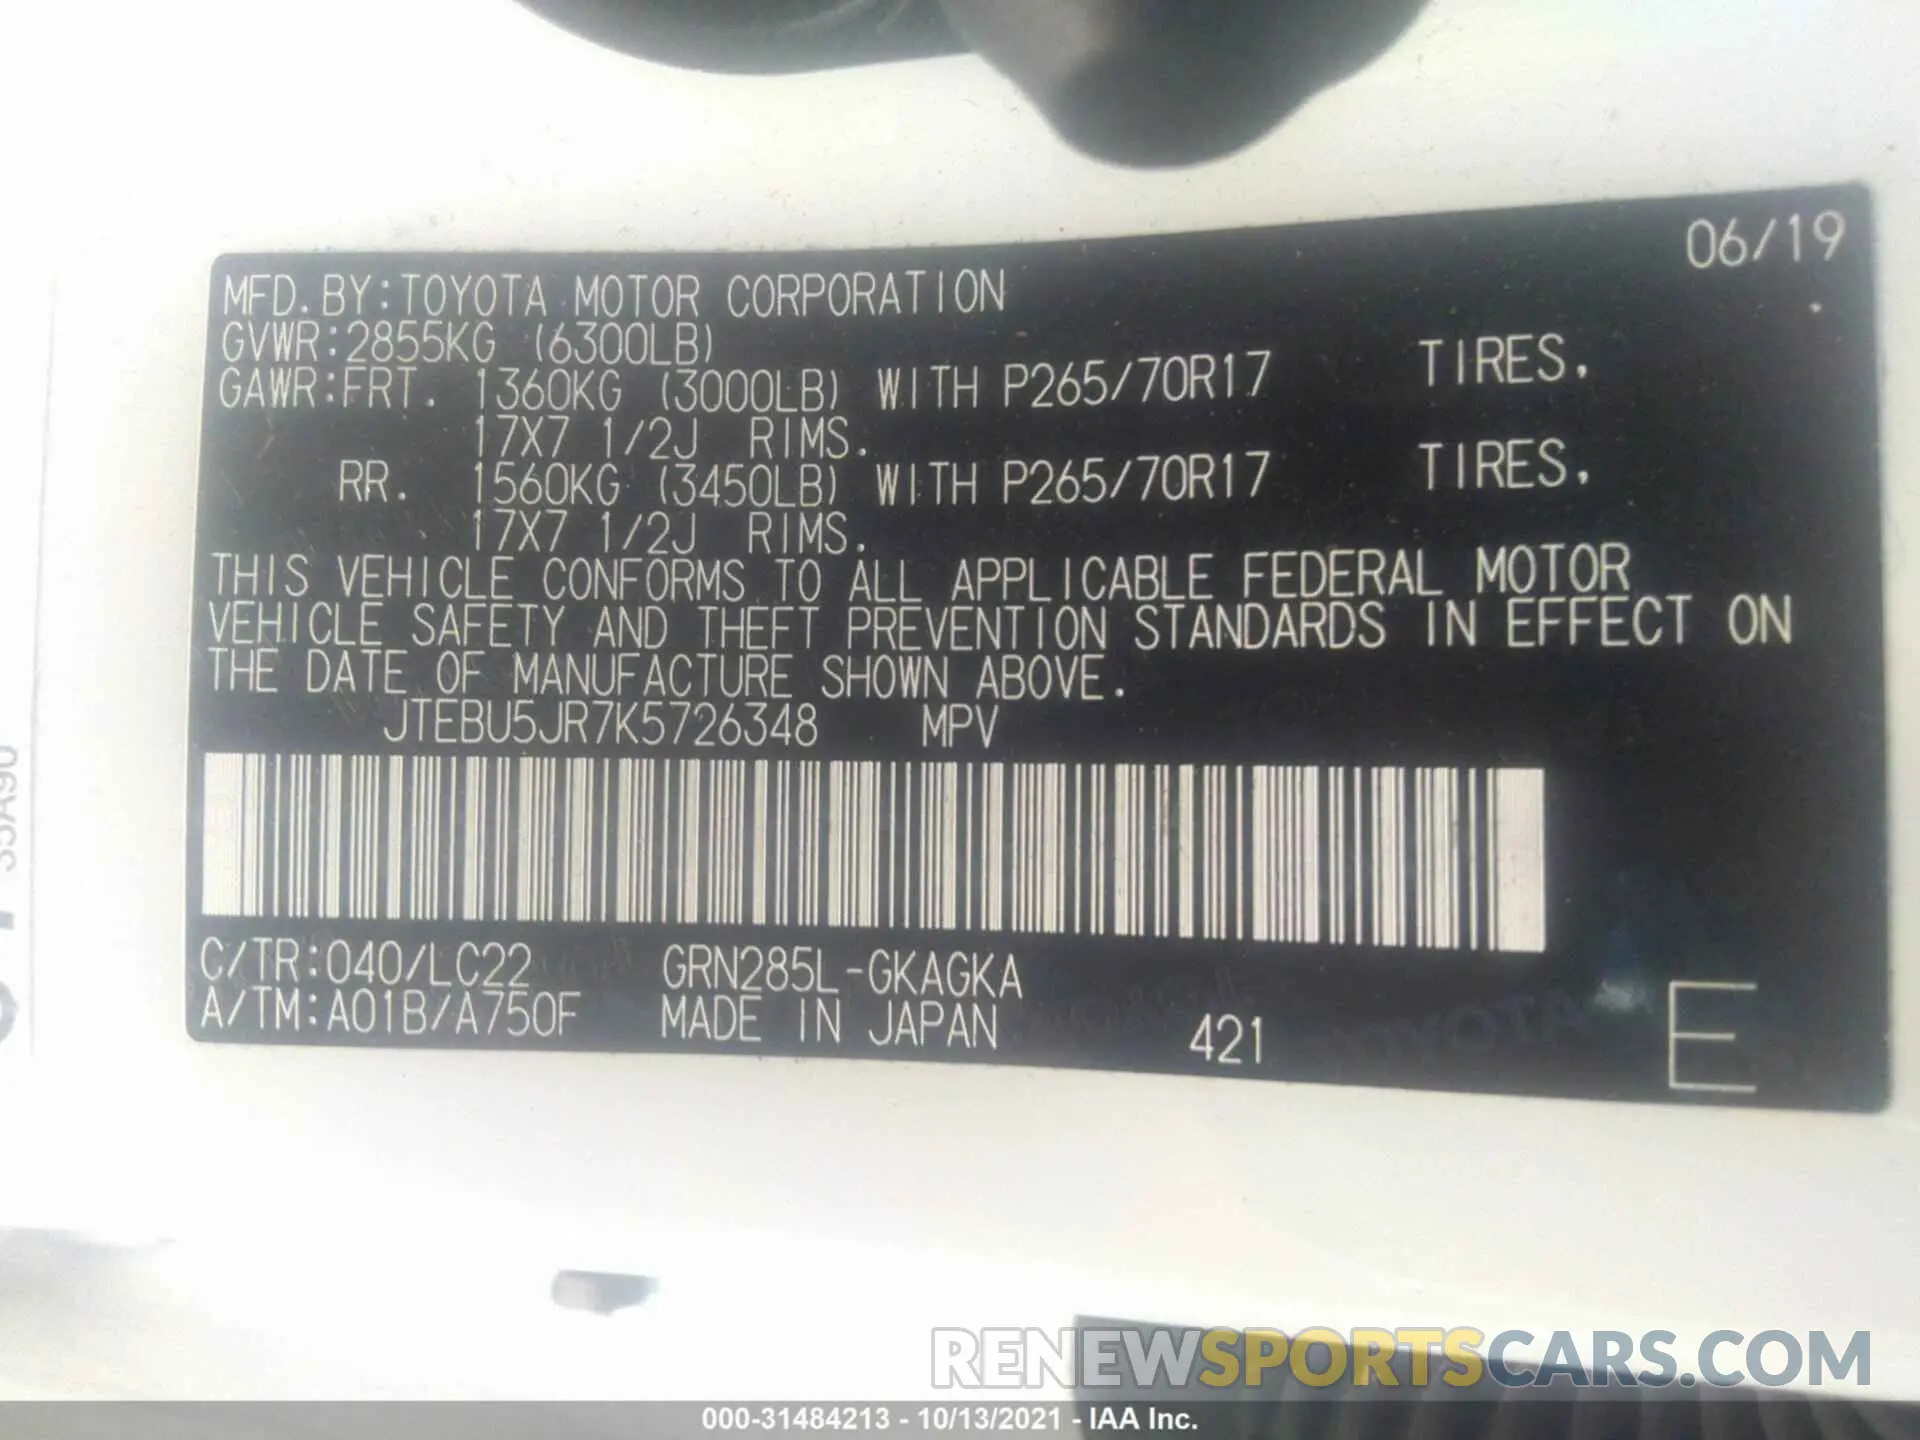 06/19
MFD.BY:TOYOTA MOTOR CORPORATION
GVWR:2855KG (6300LB)
GAWR:FRT. 1360KG (3000LB) WITH P265/70R17 TIRES,
17X7 1/2J RIMS.
RR. 1560KG (3450LB) WITH P265/70R17 TIRES,
17X7 1/2J RIMS.
THIS VEHICLE CONFORMS TO ALL APPLICABLE FEDERAL MOTOR
VEHICLE SAFETY AND THEFT PREVENTION STANDARDS IN EFFECT ON
THE DATE OF MANUFACTURE SHOWN ABOVE.
JTEBU5JR7K5726348 MPV
C/TR:040/LC22 GRN285L-GKAGKA
A/TM:A01B/A750F MADE IN JAPAN 421 E
TOYOTA
35A90
RENEWSPORTSCARS.COM
000-31484213 - 10/13/2021 - IAA Inc.